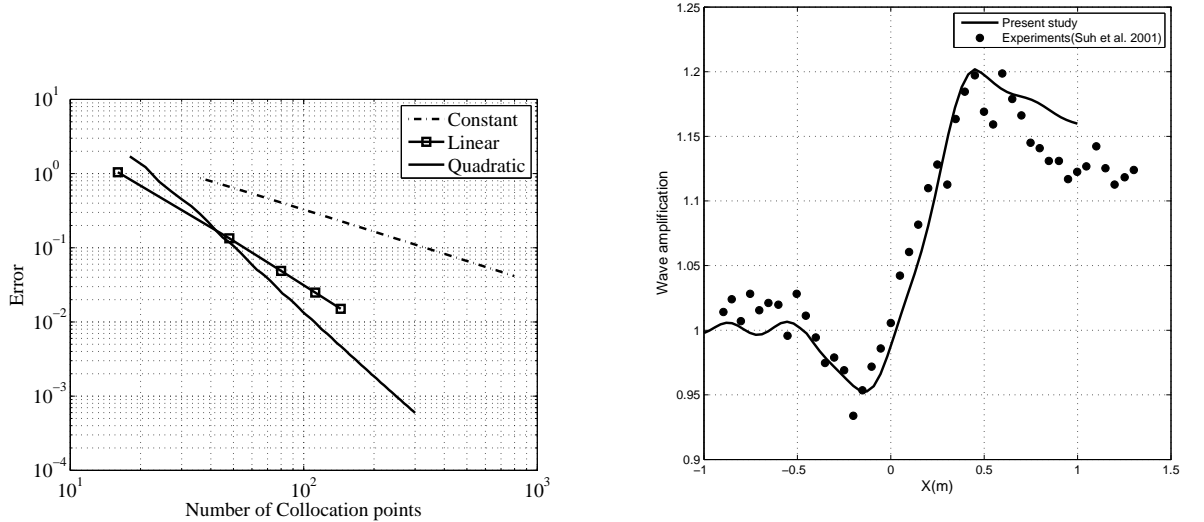 10^1
10^0
10^-1
10^-2
10^-3
10^-4
Error
10^1
10^2
10^3
Number of Collocation points
Constant
Linear
Quadratic
1.25
1.2
1.15
1.1
1.05
1
0.95
0.9
Wave amplification
−1
−0.5
0
0.5
1
1.5
X(m)
Present study
Experiments(Suh et al. 2001)